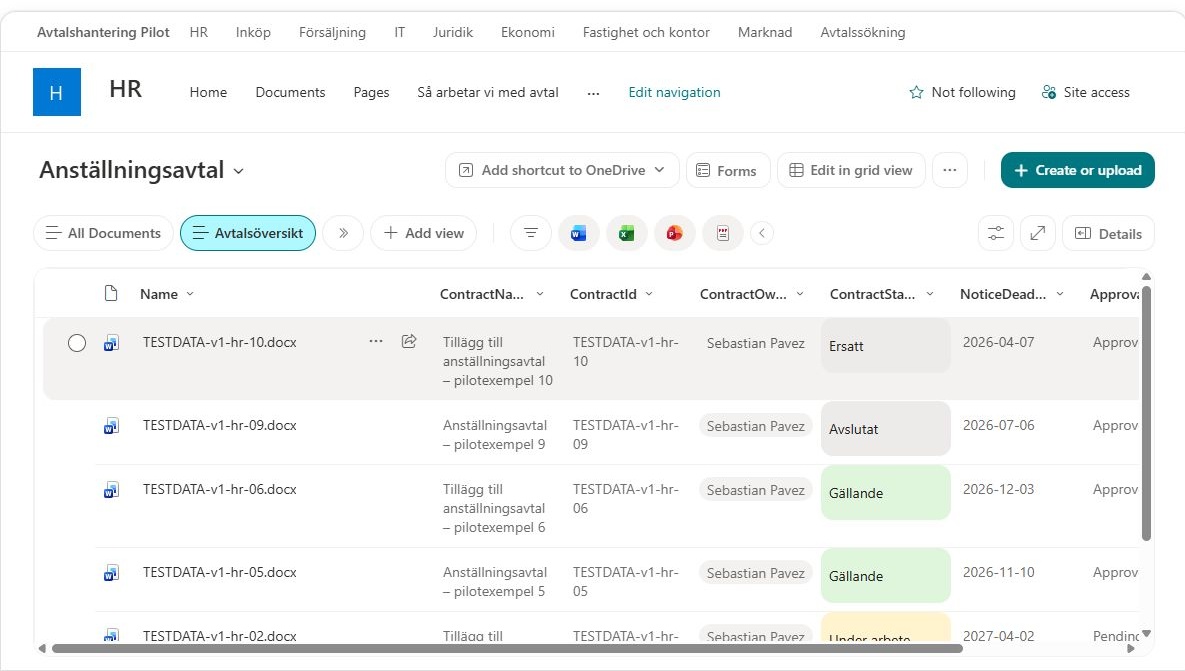 Avtalshantering Pilot HR Inköp Försäljning IT Juridik Ekonomi Fastighet och kontor Marknad Avtalssökning
H HR Home Documents Pages Så arbetar vi med avtal ... Edit navigation Not following Site access
Anställningsavtal Add shortcut to OneDrive Forms Edit in grid view ... Create or upload
All Documents Avtalsöversikt Add view Details
Name ContractNa... ContractId ContractOw... ContractSta... NoticeDead... Approva
TESTDATA-v1-hr-10.docx ... Tillägg till TESTDATA-v1-hr- Sebastian Pavez Ersatt 2026-04-07 Approv
anställningsavtal 10
– pilotexempel 10
TESTDATA-v1-hr-09.docx Anställningsavtal TESTDATA-v1-hr- Sebastian Pavez Avslutat 2026-07-06 Approv
– pilotexempel 9 09
TESTDATA-v1-hr-06.docx Tillägg till TESTDATA-v1-hr- Sebastian Pavez Gällande 2026-12-03 Approv
anställningsavtal 06
– pilotexempel 6
TESTDATA-v1-hr-05.docx Anställningsavtal TESTDATA-v1-hr- Sebastian Pavez Gällande 2026-11-10 Approv
– pilotexempel 5 05
TESTDATA-v1-hr-02.docx Tillägg till TESTDATA-v1-hr- Sebastian Pavez Under arbete 2027-04-02 Pending